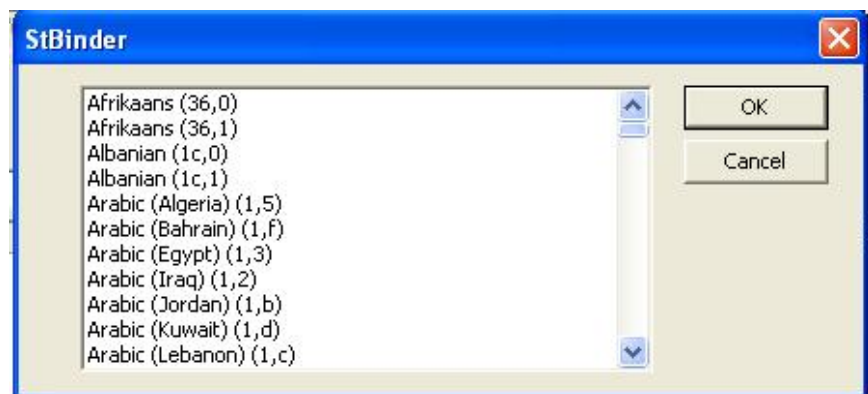 StBinder
Afrikaans (36,0)
Afrikaans (36,1)
Albanian (1c,0)
Albanian (1c,1)
Arabic (Algeria) (1,5)
Arabic (Bahrain) (1,f)
Arabic (Egypt) (1,3)
Arabic (Iraq) (1,2)
Arabic (Jordan) (1,b)
Arabic (Kuwait) (1,d)
Arabic (Lebanon) (1,c)
OK
Cancel